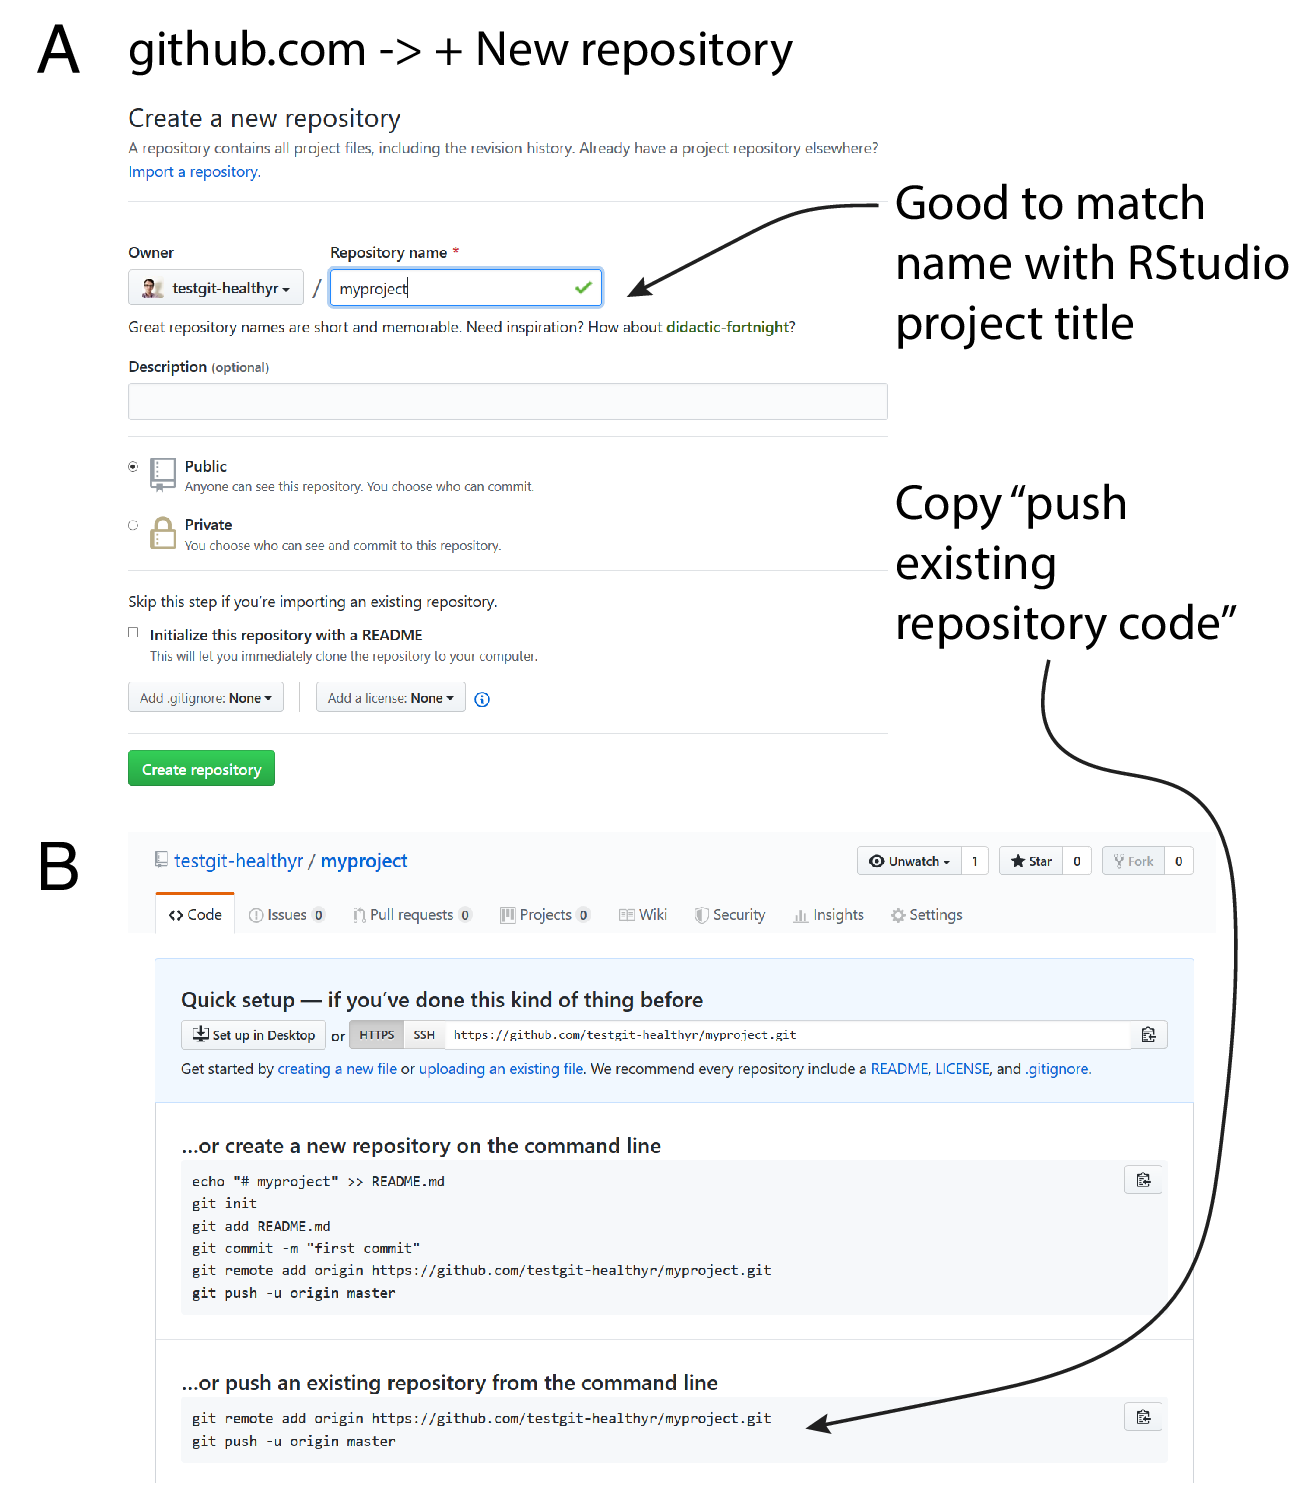 A github.com -> + New repository
Create a new repository
A repository contains all project files, including the revision history. Already have a project repository elsewhere?
Import a repository.
Good to match
name with RStudio
project title
Owner Repository name *
testgit-healthyr / myproject
Great repository names are short and memorable. Need inspiration? How about didactic-fortnight?
Description (optional)
Public
Anyone can see this repository. You choose who can commit.
Private
You choose who can see and commit to this repository.
Copy “push
existing
repository code”
Skip this step if you’re importing an existing repository.
Initialize this repository with a README
This will let you immediately clone the repository to your computer.
Add .gitignore: None Add a license: None
Create repository
B testgit-healthyr / myproject Unwatch 1 Star 0 Fork 0
Code Issues 0 Pull requests 0 Projects 0 Wiki Security Insights Settings
Quick setup — if you’ve done this kind of thing before
Set up in Desktop or HTTPS SSH https://github.com/testgit-healthyr/myproject.git
Get started by creating a new file or uploading an existing file. We recommend every repository include a README, LICENSE, and .gitignore.
…or create a new repository on the command line
echo "# myproject" >> README.md
git init
git add README.md
git commit -m "first commit"
git remote add origin https://github.com/testgit-healthyr/myproject.git
git push -u origin master
…or push an existing repository from the command line
git remote add origin https://github.com/testgit-healthyr/myproject.git
git push -u origin master